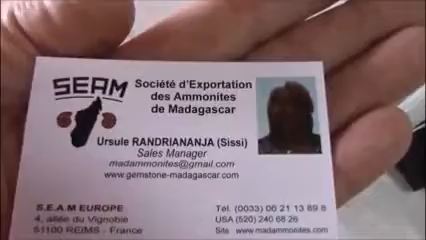 SEAM
Société d'Exportation
des Ammonites
de Madagascar
Ursule RANDRIANANJA (Sissi)
Sales Manager
madammonites@gmail.com
www.gemstone-madagascar.com
S.E.A.M EUROPE
4, allée du Vignoble
51100 REIMS - France
Tél. (0033) 06 21 13 89 8
USA (520) 240 68 26
Site www.madammonites.com